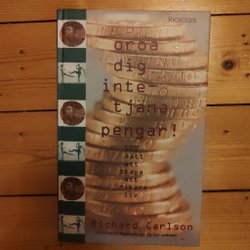 RICHTERS
oroa
dig
inte -
tjäna
pengar!
100
sätt
att
skapa
ett
rikare
liv
Richard Carlson